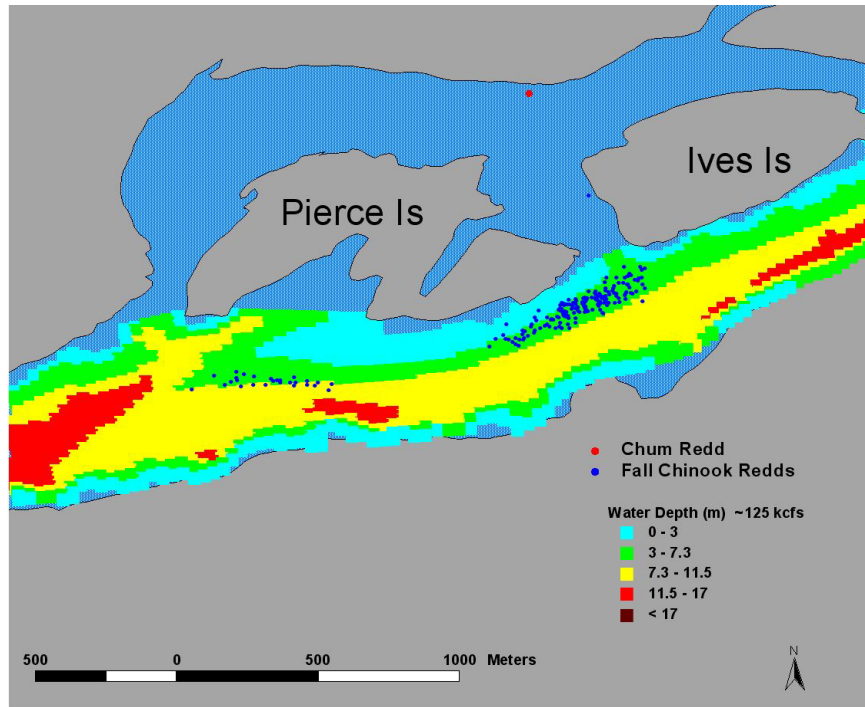 Ives Is
Pierce Is
Chum Redd
Fall Chinook Redds
Water Depth (m) ~125 kcfs
0 - 3
3 - 7.3
7.3 - 11.5
11.5 - 17
< 17
500 0 500 1000 Meters
N